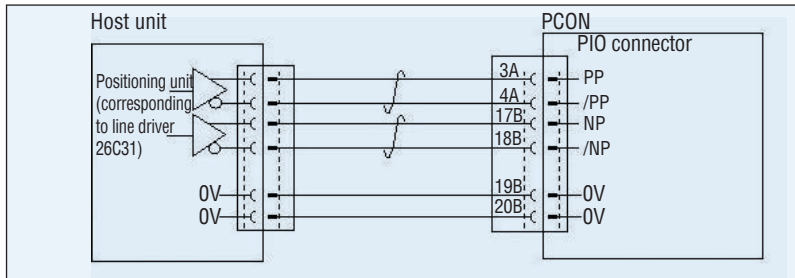 Host unit
PCON
PIO connector
Positioning unit
(corresponding
to line driver
26C31)
3A
PP
4A
/PP
17B
NP
18B
/NP
0V
19B
0V
0V
20B
0V